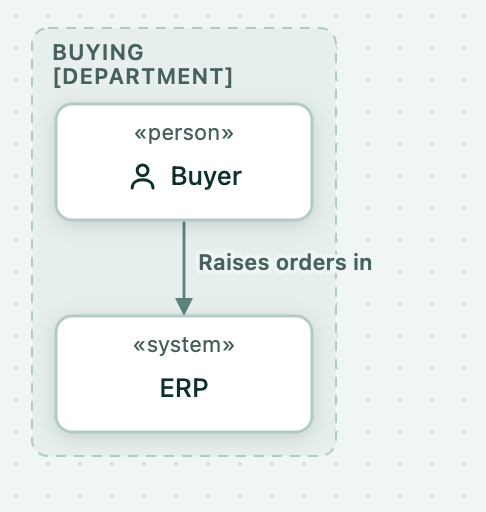 BUYING
[DEPARTMENT]
«person»
Buyer
Raises orders in
«system»
ERP